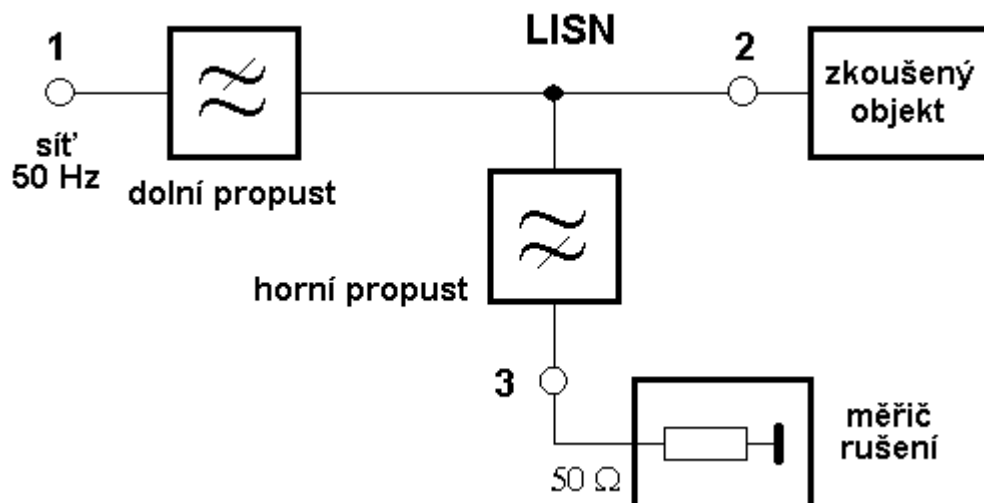 LISN
1
2
síť
50 Hz
dolní propust
zkoušený
objekt
horní propust
3
50 Ω
měřič
rušení